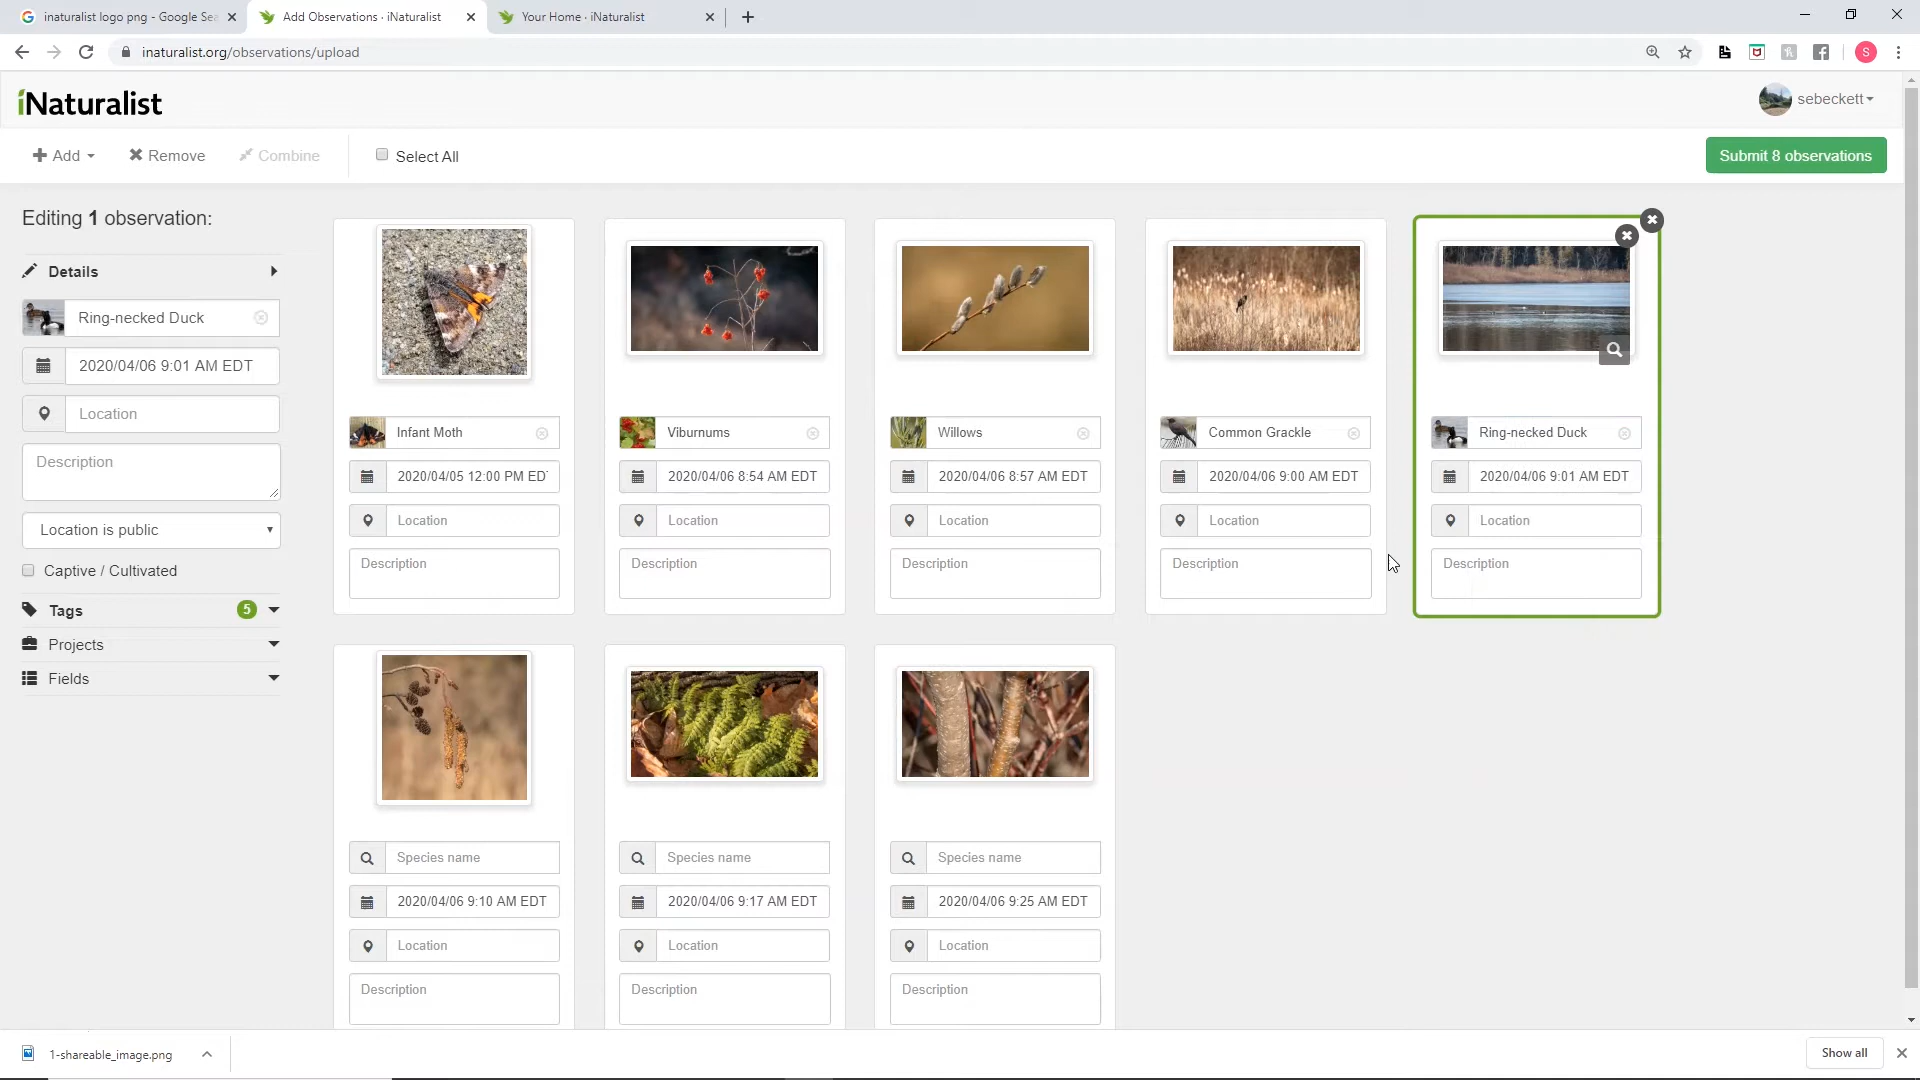 inaturalist logo png - Google Sea
Add Observations · iNaturalist
Your Home · iNaturalist
inaturalist.org/observations/upload
S
iNaturalist
sebeckett
Add
Remove
Combine
Select All
Submit 8 observations
Editing 1 observation:
Details
Ring-necked Duck
2020/04/06 9:01 AM EDT
Location
Description
Location is public
Captive / Cultivated
Tags 5
Projects
Fields
Infant Moth
2020/04/05 12:00 PM ED
Location
Description
Viburnums
2020/04/06 8:54 AM EDT
Location
Description
Willows
2020/04/06 8:57 AM EDT
Location
Description
Common Grackle
2020/04/06 9:00 AM EDT
Location
Description
Ring-necked Duck
2020/04/06 9:01 AM EDT
Location
Description
Species name
2020/04/06 9:10 AM EDT
Location
Description
Species name
2020/04/06 9:17 AM EDT
Location
Description
Species name
2020/04/06 9:25 AM EDT
Location
Description
1-shareable_image.png
Show all